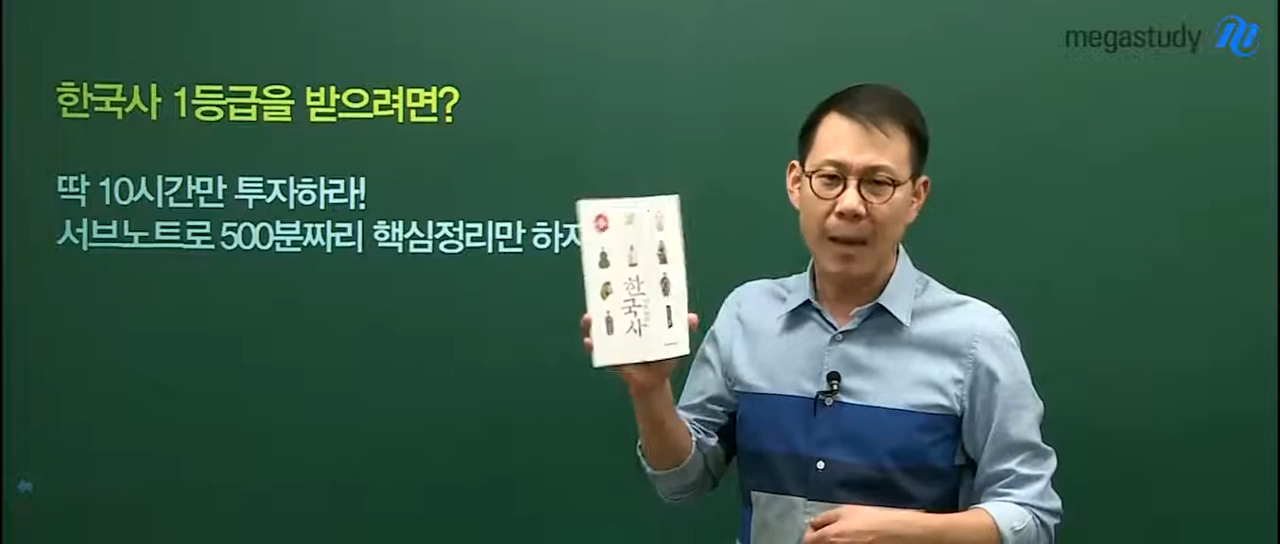 megastudy
한국사 1등급을 받으려면?
딱 10시간만 투자하라!
서브노트로 500분짜리 핵심정리만 하자
한국사